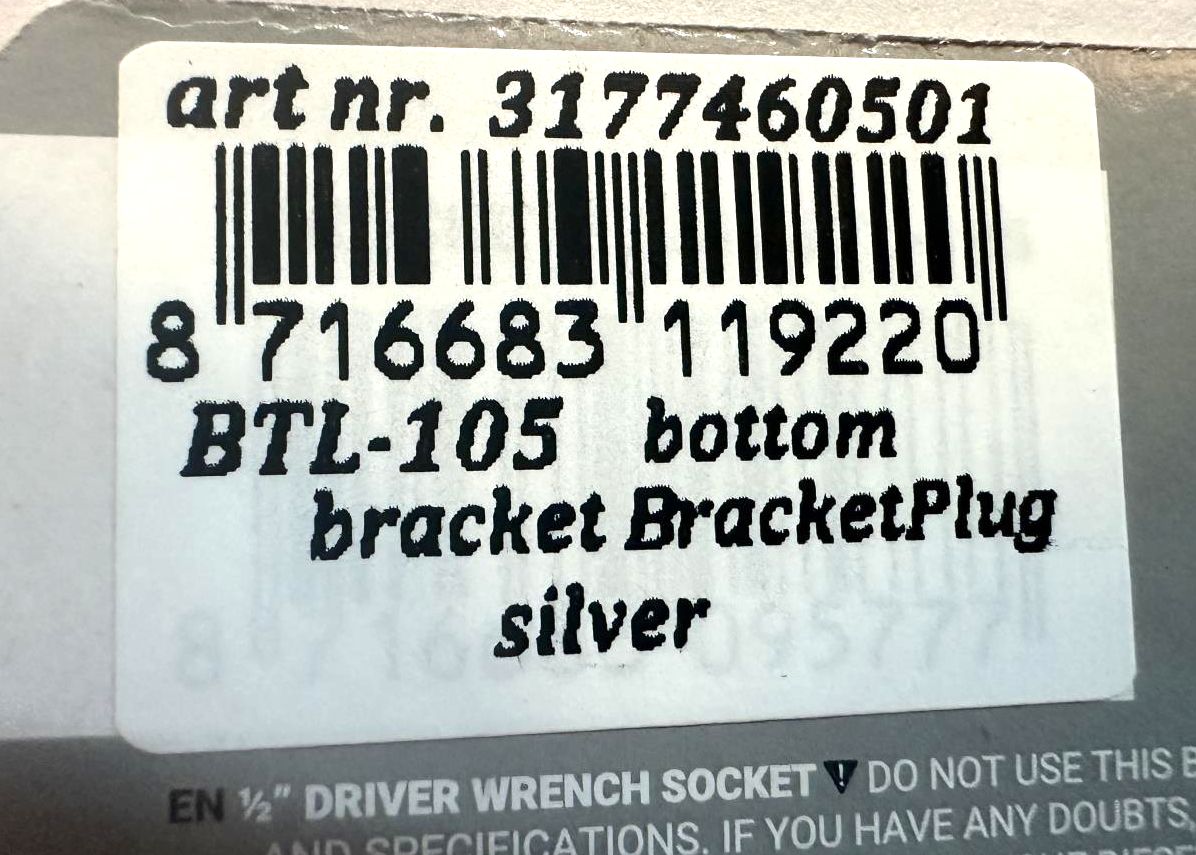 art nr. 3177460501
8 716683 119220
BTL-105 bottom
bracket BracketPlug
silver
EN ½" DRIVER WRENCH SOCKET DO NOT USE THIS
AND SPECIFICATIONS. IF YOU HAVE ANY DOUBTS,